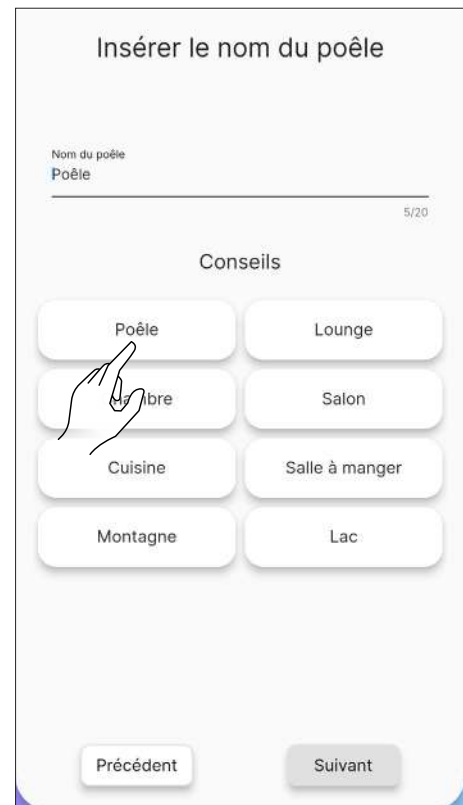 Insérer le nom du poêle
Nom du poêle
Poêle
5/20
Conseils
Poêle Lounge
Salon
Cuisine Salle à manger
Montagne Lac
Précédent Suivant